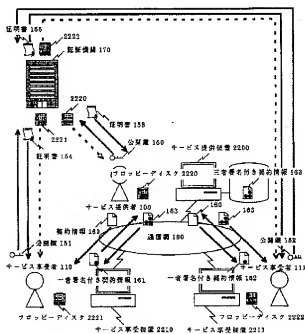 証明書 155
2222
認証機関 170
2220
証明書 153
2221
証明書 154
公開鍵 150
サービス提供装置 2200
フロッピーディスク 2220
三者署名付き契約情報 163
サービス提供者 100
163
160
163
契約情報 160
通信網 180
公開鍵 151
公開鍵 152
サービス享受者 110
サービス享受者 111
一者署名付き契約情報 161
一者署名付き契約情報 162
フロッピーディスク 2221
フロッピーディスク 2222
サービス享受装置 2210
サービス享受装置 2211